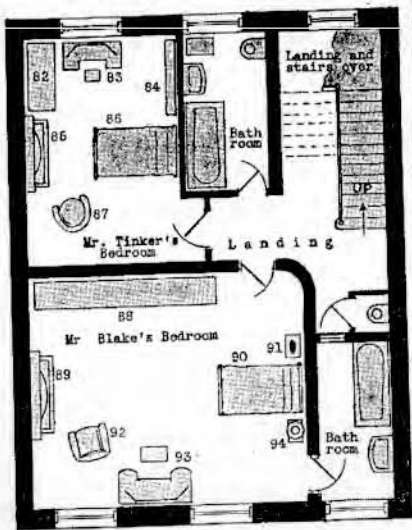 82
83
84
Landing and
stairs over
86
85
Bath
room
87
UP
Mr. Tinker's
Bedroom
Landing
88
Mr Blake's Bedroom
91
90
89
92
93
94
Bath
room